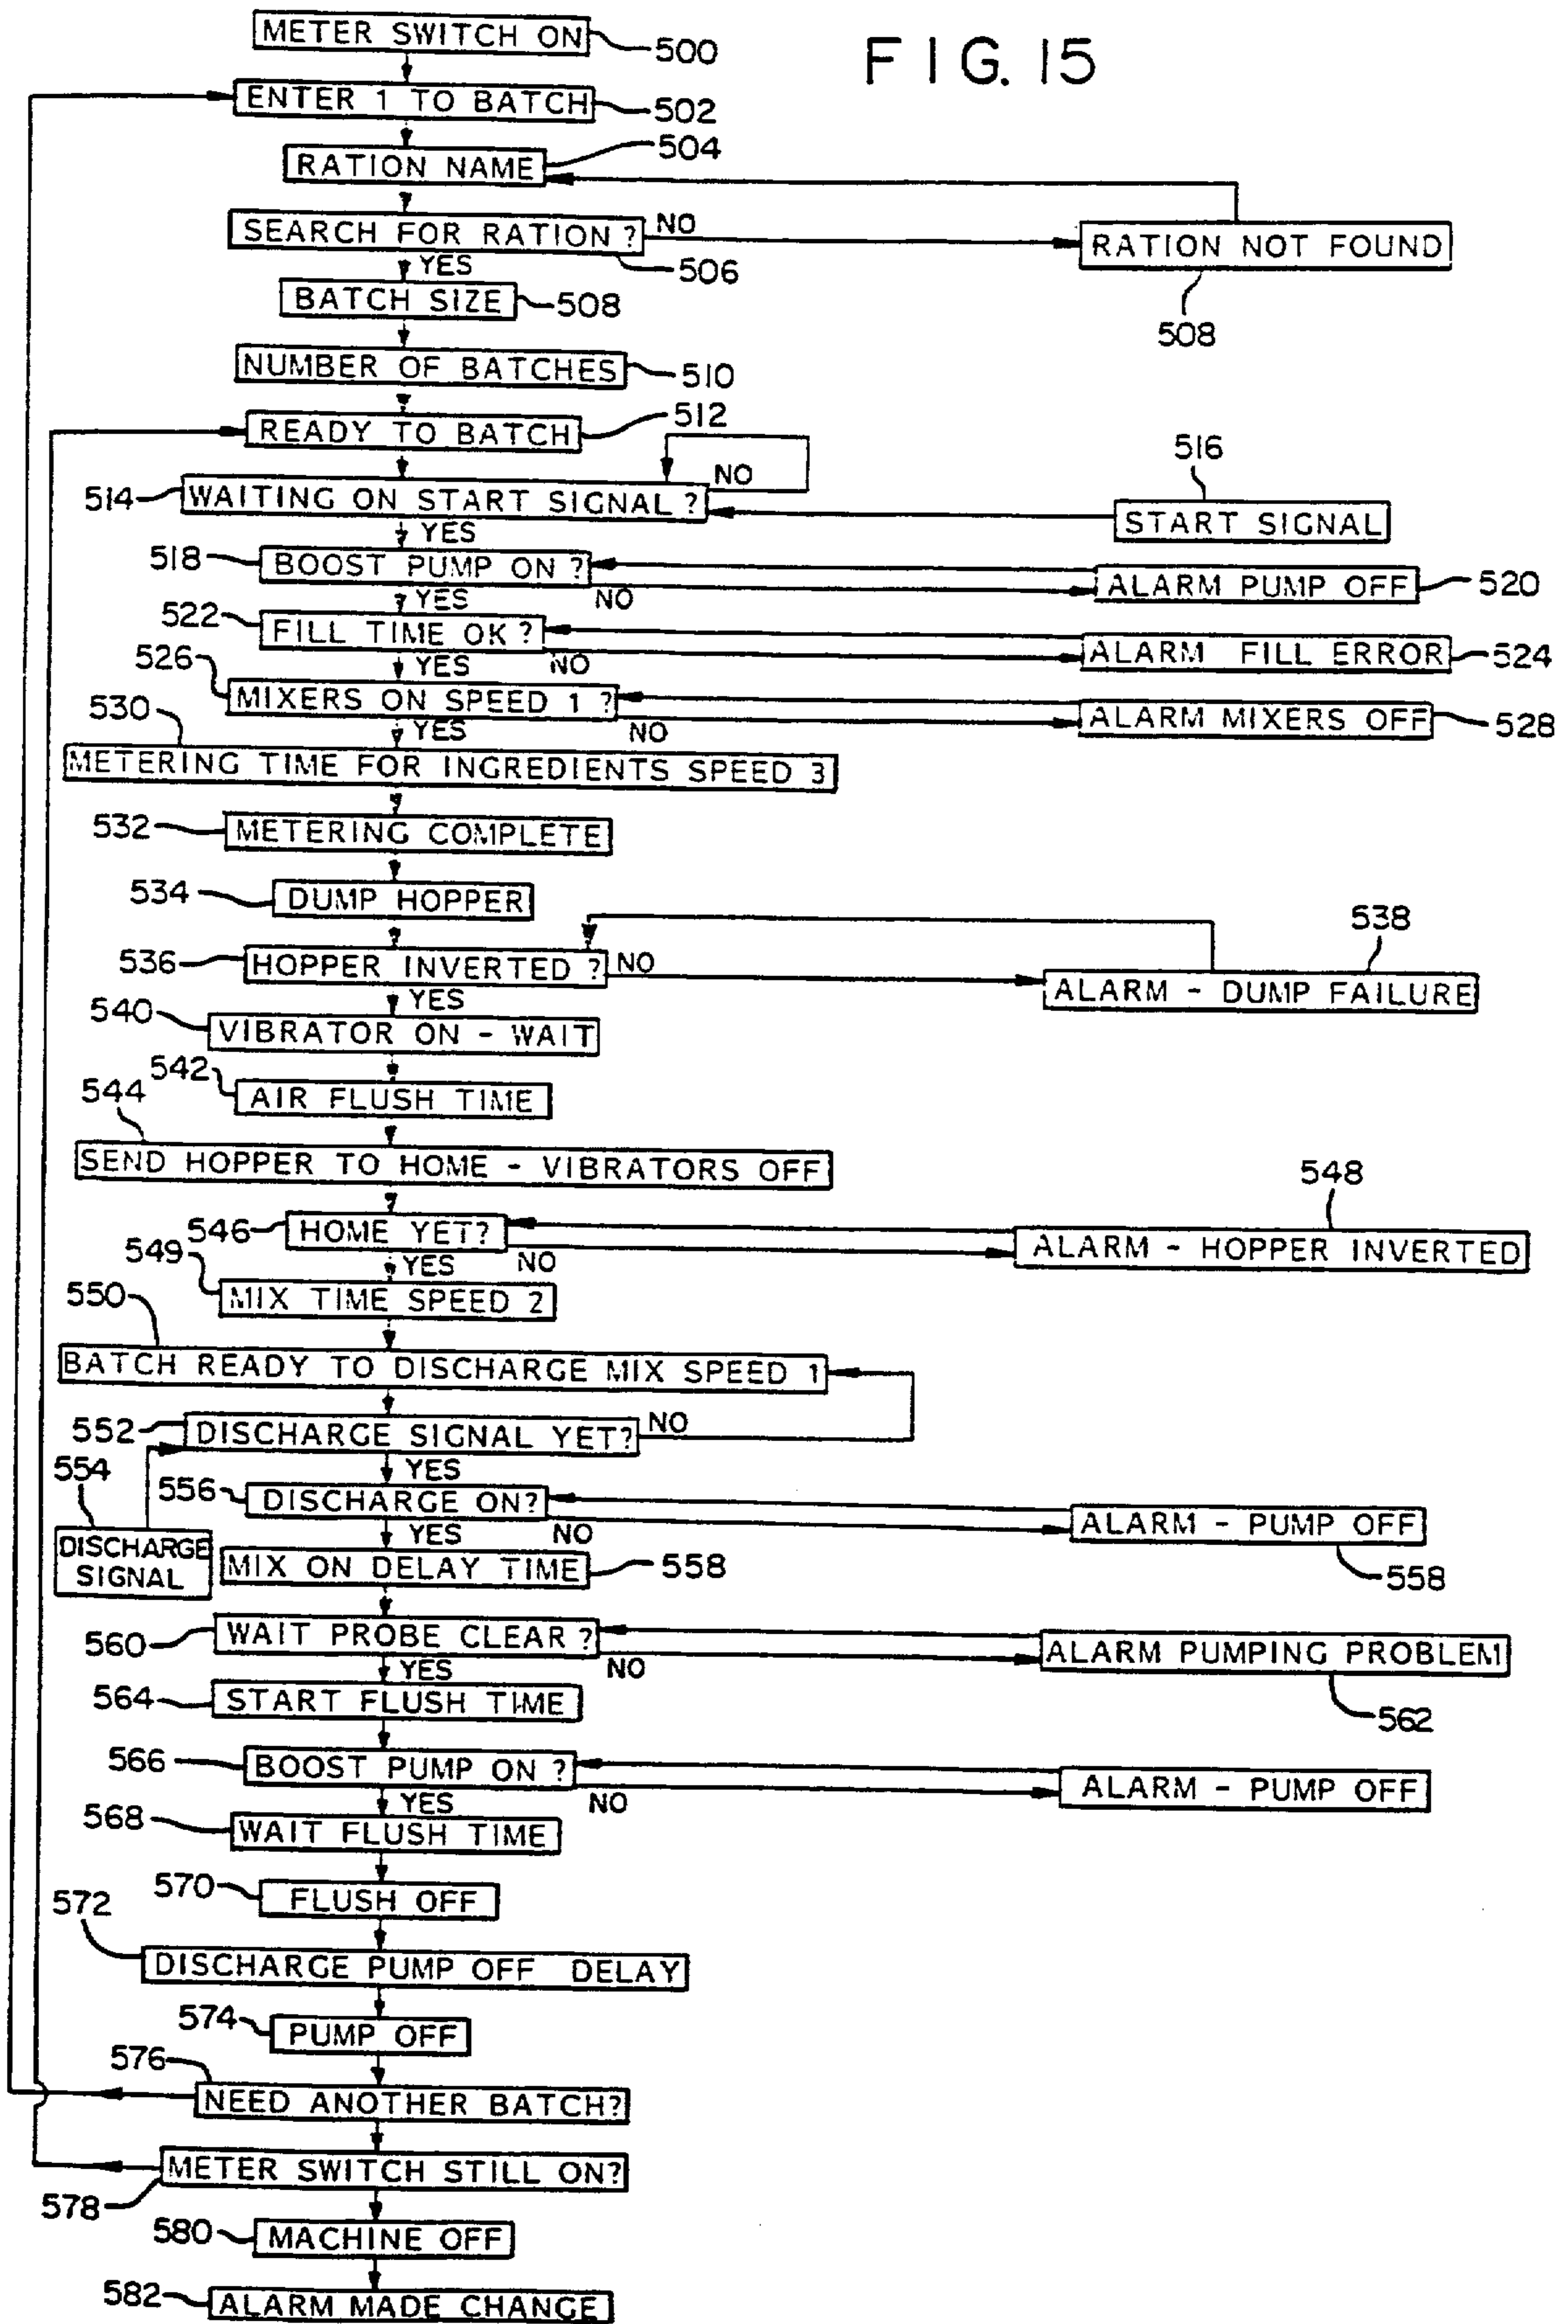 FIG. 15
METER SWITCH ON 500
ENTER 1 TO BATCH 502
504
RATION NAME
SEARCH FOR RATION ? NO
RATION NOT FOUND
YES 506
BATCH SIZE 508
508
NUMBER OF BATCHES 510
512
READY TO BATCH
516
NO
514 WAITING ON START SIGNAL ?
START SIGNAL
YES
518 BOOST PUMP ON ?
ALARM PUMP OFF 520
YES NO
522 FILL TIME OK ?
ALARM FILL ERROR 524
YES NO
526 MIXERS ON SPEED 1 ?
ALARM MIXERS OFF 528
530 YES NO
METERING TIME FOR INGREDIENTS SPEED 3
532 METERING COMPLETE
534 DUMP HOPPER
538
536 HOPPER INVERTED ? NO
ALARM - DUMP FAILURE
YES
540 VIBRATOR ON - WAIT
542 AIR FLUSH TIME
544
SEND HOPPER TO HOME - VIBRATORS OFF
548
546 HOME YET?
ALARM - HOPPER INVERTED
YES NO
549 MIX TIME SPEED 2
550
BATCH READY TO DISCHARGE MIX SPEED 1
552 DISCHARGE SIGNAL YET? NO
YES
554
556 DISCHARGE ON?
ALARM - PUMP OFF
YES NO
DISCHARGE
SIGNAL
MIX ON DELAY TIME 558
558
560 WAIT PROBE CLEAR ?
ALARM PUMPING PROBLEM
YES NO
564 START FLUSH TIME
562
566 BOOST PUMP ON ?
ALARM - PUMP OFF
YES NO
568 WAIT FLUSH TIME
570 FLUSH OFF
572
DISCHARGE PUMP OFF DELAY
574 PUMP OFF
576
NEED ANOTHER BATCH?
METER SWITCH STILL ON?
578
580 MACHINE OFF
582 ALARM MADE CHANGE